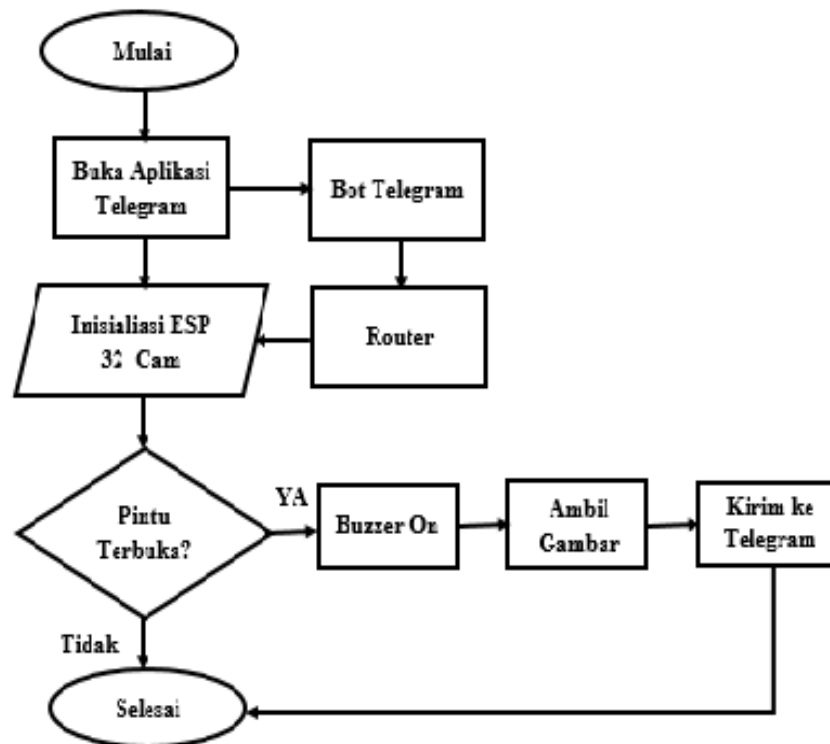 Mulai
Buka Aplikasi
Telegram
Bot Telegram
Inisialiasi ESP
32 Cam
Router
Pintu
Terbuka?
YA
Buzzer On
Ambil
Gambar
Kirim ke
Telegram
Tidak
Selesai